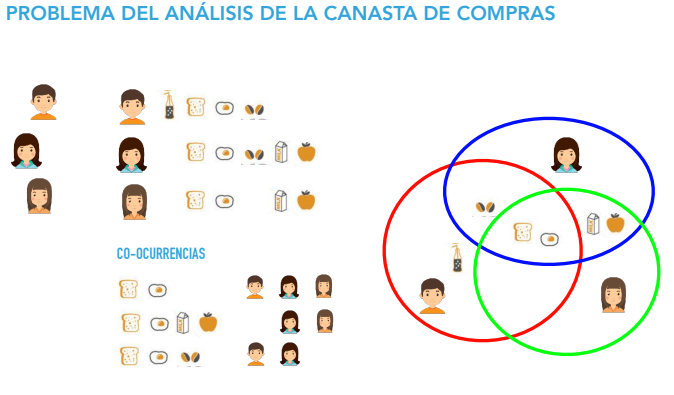 PROBLEMA DEL ANÁLISIS DE LA CANASTA DE COMPRAS
CO-OCURRENCIAS